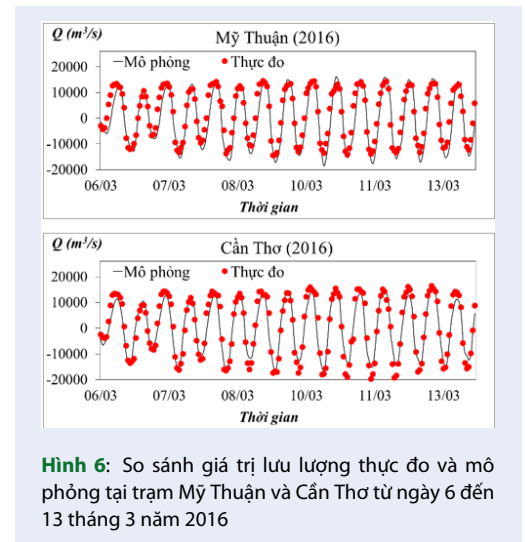 Q (m³/s) Mỹ Thuận (2016)
20000 —Mô phỏng ● Thực đo
10000
0
-10000
-20000
06/03 07/03 08/03 10/03 11/03 13/03
Thời gian
Q (m³/s) Cần Thơ (2016)
20000 —Mô phỏng ● Thực đo
10000
0
-10000
-20000
06/03 07/03 08/03 10/03 11/03 13/03
Thời gian
Hình 6: So sánh giá trị lưu lượng thực đo và mô
phỏng tại trạm Mỹ Thuận và Cần Thơ từ ngày 6 đến
13 tháng 3 năm 2016